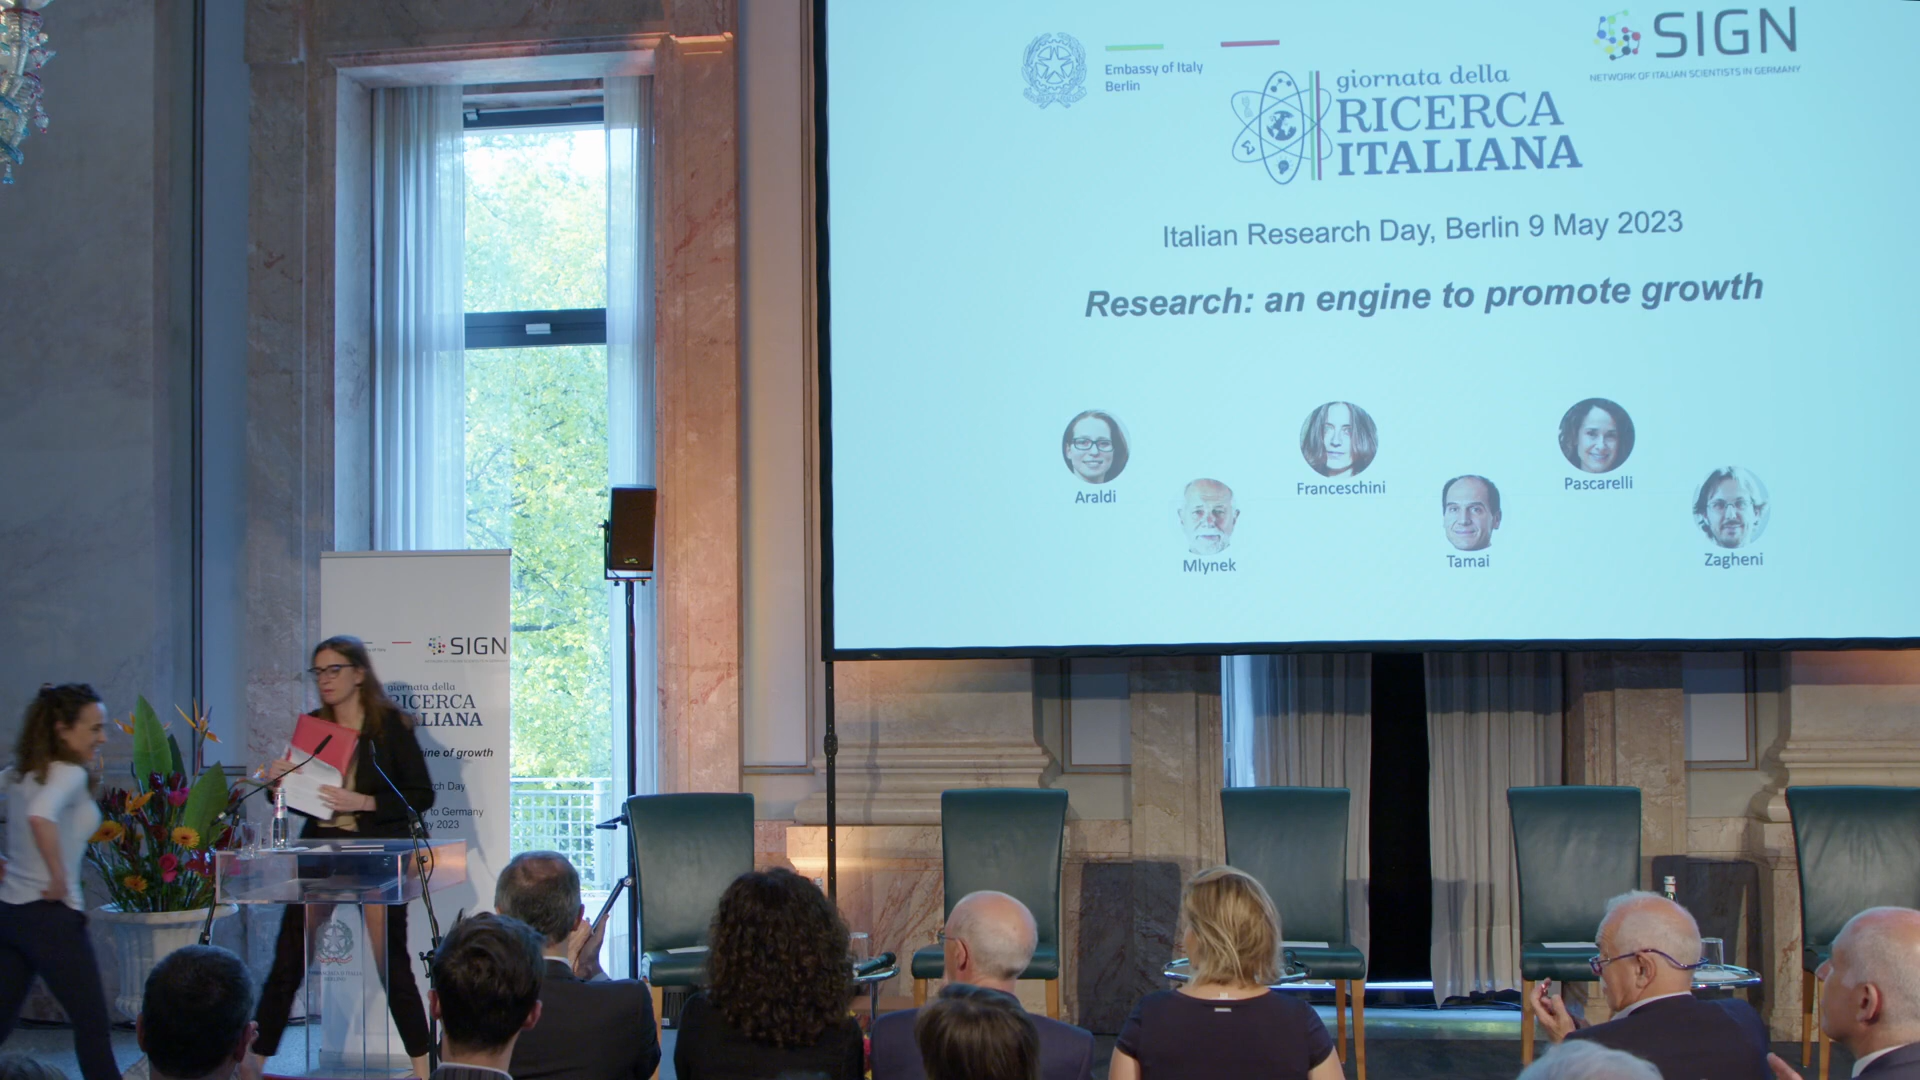 Embassy of Italy
Berlin
SIGN
NETWORK OF ITALIAN SCIENTISTS IN GERMANY
giornata della
RICERCA
ITALIANA
Italian Research Day, Berlin 9 May 2023
Research: an engine to promote growth
Araldi
Mlynek
Franceschini
Tamai
Pascarelli
Zagheni
SIGN
giornata della
RICERCA
ALIANA
ine of growth
rch Day
to Germany
y 2023